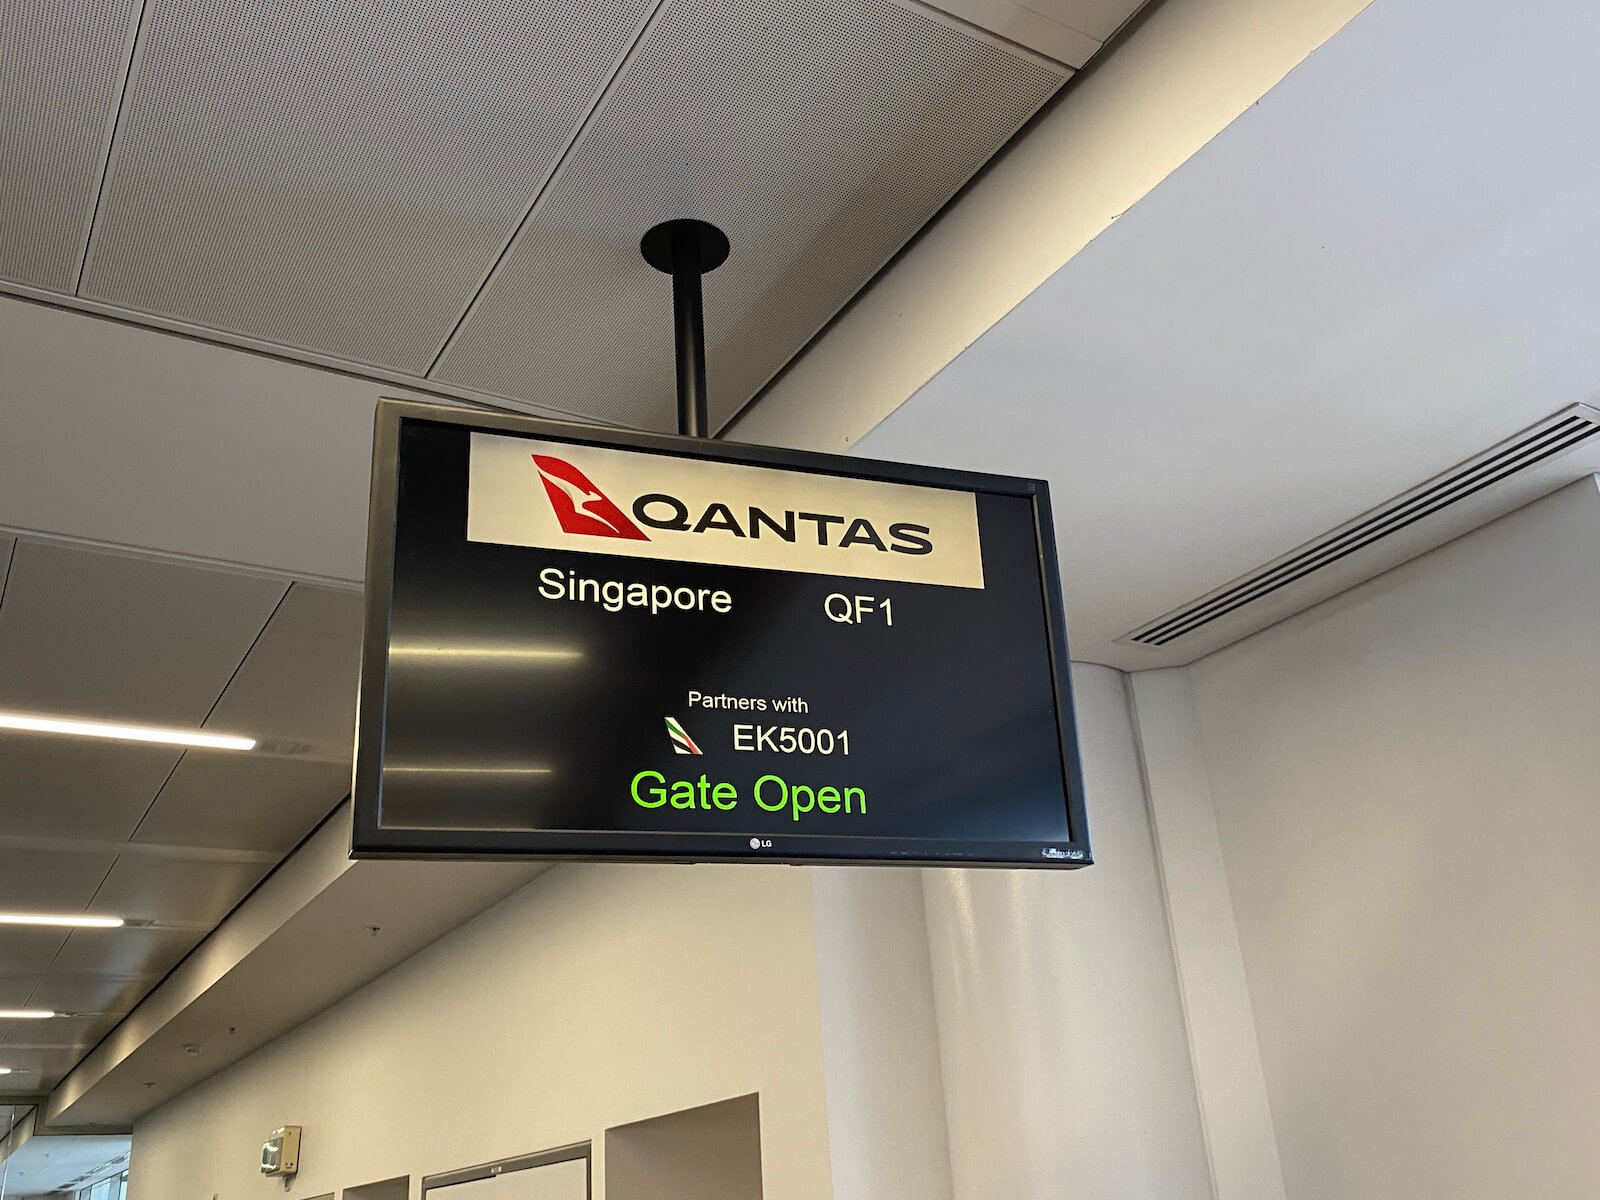 QANTAS
Singapore QF1
Partners with
EK5001
Gate Open
LG